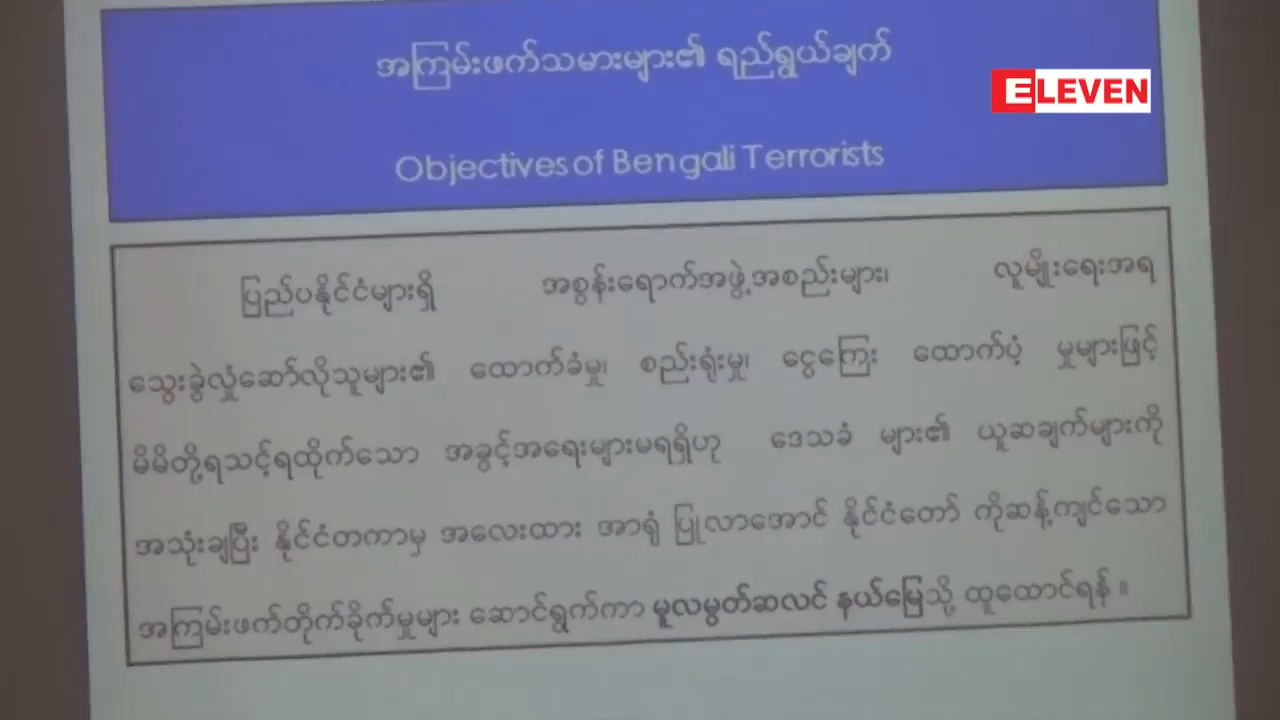 အကြမ်းဖက်သမားများ၏ ရည်ရွယ်ချက်
ELEVEN
Objectives of Bengali Terrorists
ပြည်ပနိုင်ငံများရှိ အစွန်းရောက်အဖွဲ့အစည်းများ၊ လူမျိုးရေးအရ
သွေးခွဲလှုံ့ဆော်လိုသူများ၏ ထောက်ခံမှု၊ စည်းရုံးမှု၊ ငွေကြေး ထောက်ပံ့ မှုများဖြင့်
မိမိတို့ရသင့်ရထိုက်သော အခွင့်အရေးများမရရှိဟု ဒေသခံ များ၏ ယူဆချက်များကို
အသုံးချပြီး နိုင်ငံတကာမှ အလေးထား အာရုံ ပြုလာအောင် နိုင်ငံတော် ကိုဆန့်ကျင်သော
အကြမ်းဖက်တိုက်ခိုက်မှုများ ဆောင်ရွက်ကာ မူလမွတ်ဆလင် နယ်မြေသို့ ထူထောင်ရန် ။